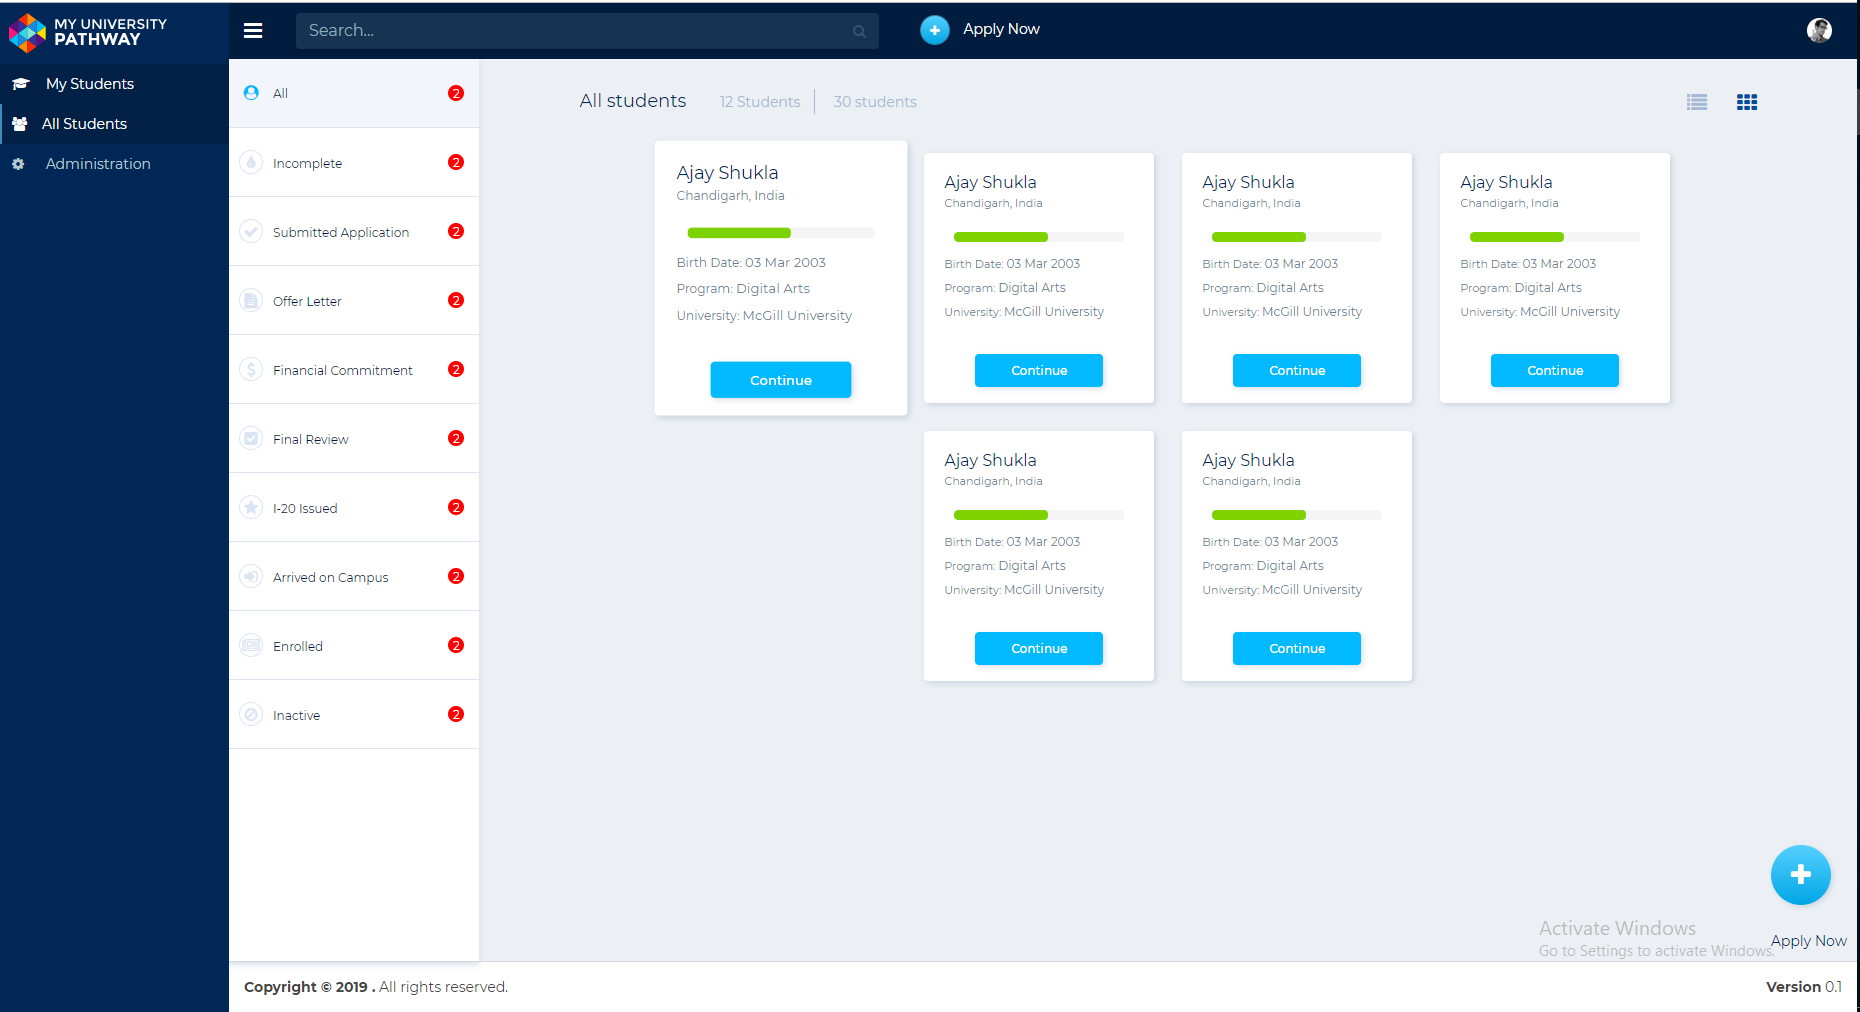 MY UNIVERSITY
PATHWAY
Search...
Apply Now
My Students
All Students
Administration
All 2
Incomplete 2
Submitted Application 2
Offer Letter 2
Financial Commitment 2
Final Review 2
I-20 Issued 2
Arrived on Campus 2
Enrolled 2
Inactive 2
All students 12 Students 30 students
Ajay Shukla
Chandigarh, India
Birth Date: 03 Mar 2003
Program: Digital Arts
University: McGill University
Continue
Ajay Shukla
Chandigarh, India
Birth Date: 03 Mar 2003
Program: Digital Arts
University: McGill University
Continue
Ajay Shukla
Chandigarh, India
Birth Date: 03 Mar 2003
Program: Digital Arts
University: McGill University
Continue
Ajay Shukla
Chandigarh, India
Birth Date: 03 Mar 2003
Program: Digital Arts
University: McGill University
Continue
Ajay Shukla
Chandigarh, India
Birth Date: 03 Mar 2003
Program: Digital Arts
University: McGill University
Continue
Ajay Shukla
Chandigarh, India
Birth Date: 03 Mar 2003
Program: Digital Arts
University: McGill University
Continue
Activate Windows
Go to Settings to activate Windows.
Apply Now
Copyright © 2019 . All rights reserved.
Version 0.1